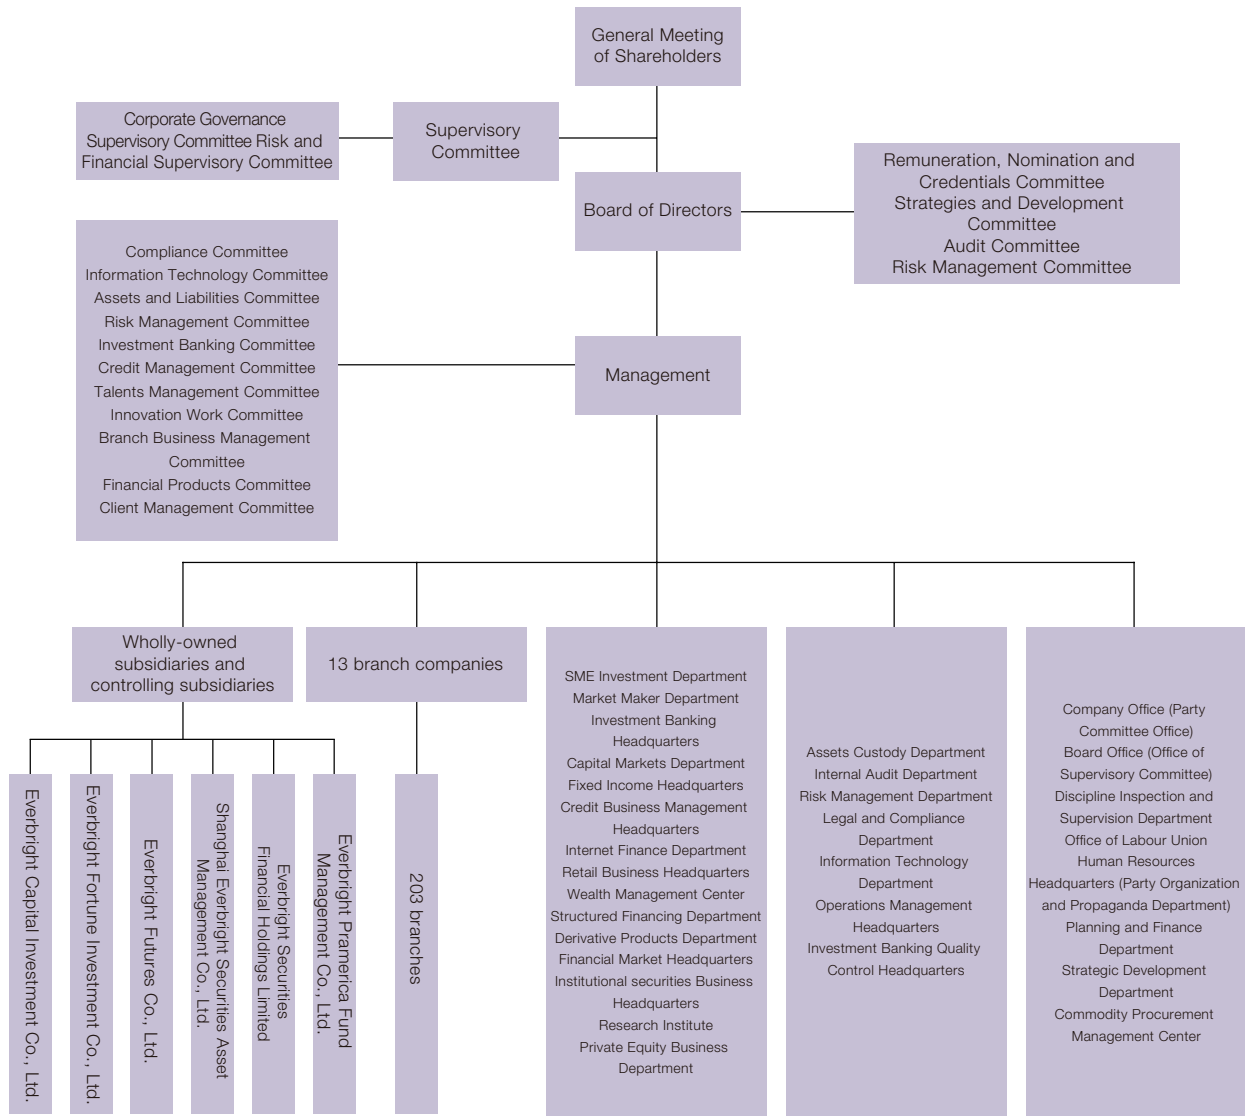 General Meeting
of Shareholders
Corporate Governance
Supervisory Committee Risk and
Financial Supervisory Committee
Supervisory
Committee
Board of Directors
Remuneration, Nomination and
Credentials Committee
Strategies and Development
Committee
Audit Committee
Risk Management Committee
Compliance Committee
Information Technology Committee
Assets and Liabilities Committee
Risk Management Committee
Investment Banking Committee
Credit Management Committee
Talents Management Committee
Innovation Work Committee
Branch Business Management
Committee
Financial Products Committee
Client Management Committee
Management
Wholly-owned
subsidiaries and
controlling subsidiaries
13 branch companies
Everbright Capital Investment Co., Ltd.
Everbright Fortune Investment Co., Ltd.
Everbright Futures Co., Ltd.
Shanghai Everbright Securities Asset
Management Co., Ltd.
Everbright Securities
Financial Holdings Limited
Everbright Pramerica Fund
Management Co., Ltd.
203 branches
SME Investment Department
Market Maker Department
Investment Banking
Headquarters
Capital Markets Department
Fixed Income Headquarters
Credit Business Management
Headquarters
Internet Finance Department
Retail Business Headquarters
Wealth Management Center
Structured Financing Department
Derivative Products Department
Financial Market Headquarters
Institutional securities Business
Headquarters
Research Institute
Private Equity Business
Department
Assets Custody Department
Internal Audit Department
Risk Management Department
Legal and Compliance
Department
Information Technology
Department
Operations Management
Headquarters
Investment Banking Quality
Control Headquarters
Company Office (Party
Committee Office)
Board Office (Office of
Supervisory Committee)
Discipline Inspection and
Supervision Department
Office of Labour Union
Human Resources
Headquarters (Party Organization
and Propaganda Department)
Planning and Finance
Department
Strategic Development
Department
Commodity Procurement
Management Center